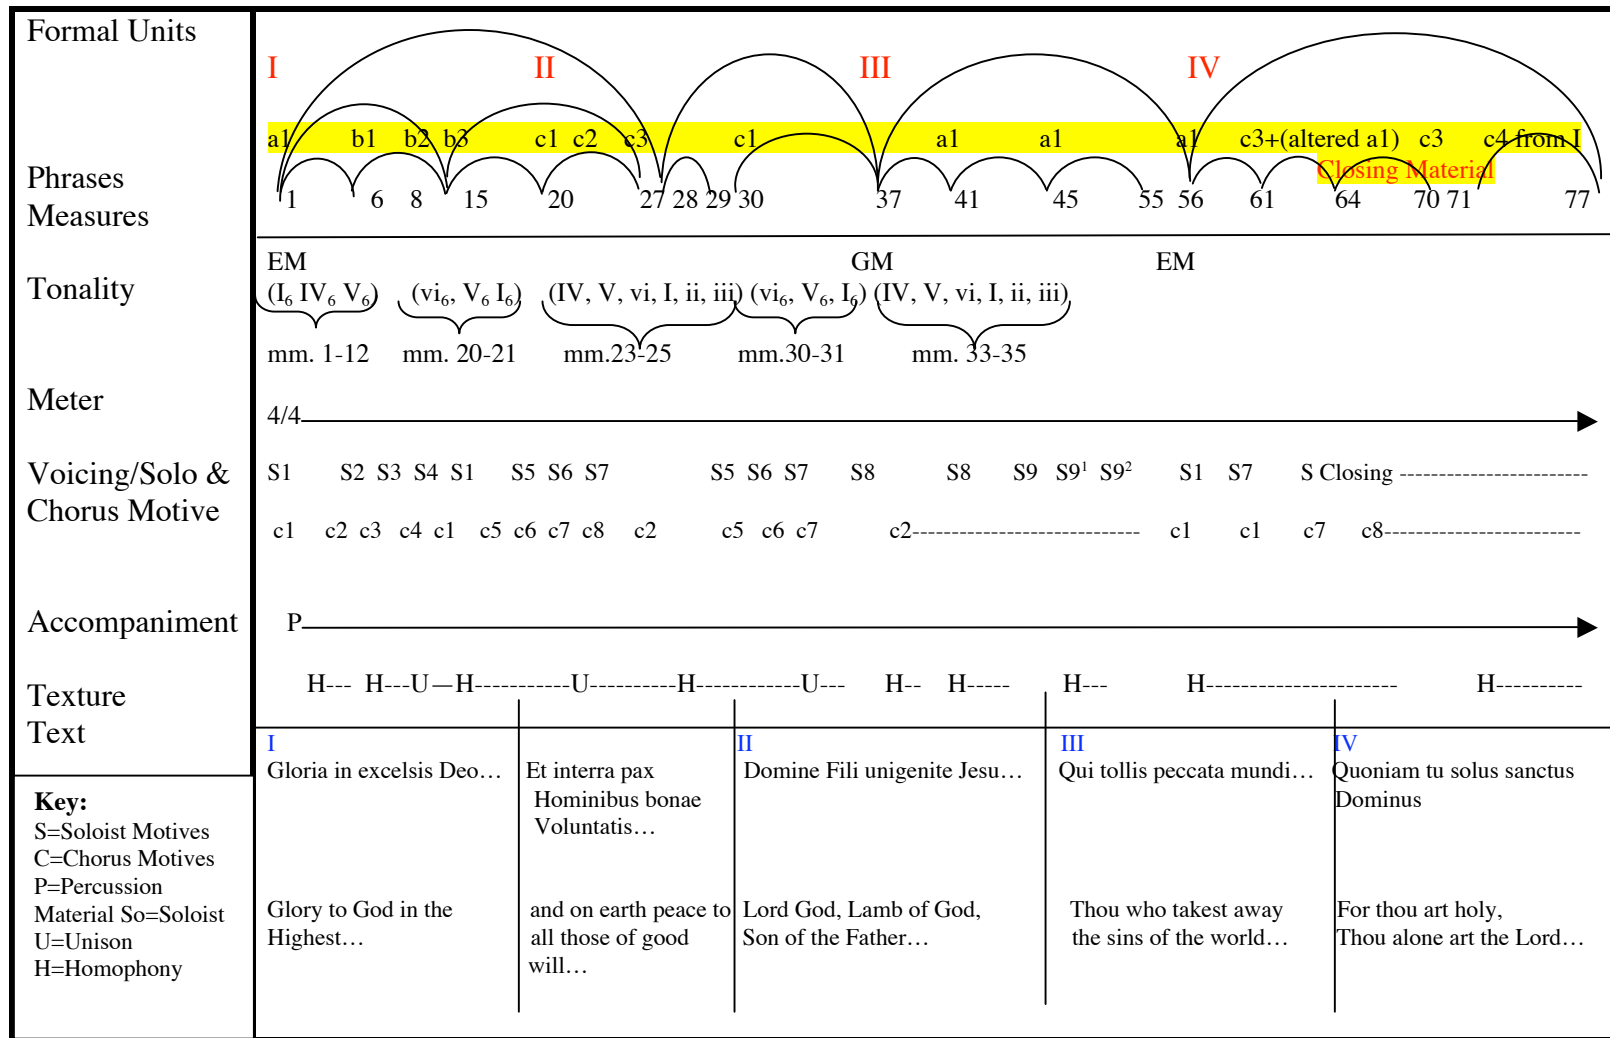 Formal Units
I II III IV
a1 b1 b2 b3 c1 c2 c3 c1 a1 a1 a1 c3+(altered a1) c3 c4 from I
Phrases
Closing Material
Measures
1 6 8 15 20 27 28 29 30 37 41 45 55 56 61 64 70 71 77
EM GM EM
Tonality
(I6 IV6 V6) (vi6, V6 I6) (IV, V, vi, I, ii, iii) (vi6, V6, I6) (IV, V, vi, I, ii, iii)
mm. 1-12 mm. 20-21 mm.23-25 mm.30-31 mm. 33-35
Meter
4/4
Voicing/Solo &
Chorus Motive
S1 S2 S3 S4 S1 S5 S6 S7 S5 S6 S7 S8 S8 S9 S9¹ S9² S1 S7 S Closing ------------------------
c1 c2 c3 c4 c1 c5 c6 c7 c8 c2 c5 c6 c7 c2----------------------------- c1 c1 c7 c8-------------------------
Accompaniment
P
Texture
H--- H---U—H-----------U----------H------------U--- H-- H----- H--- H--------------------- H----------
Text
I
Gloria in excelsis Deo…
Et interra pax
Hominibus bonae
Voluntatis…
II
Domine Fili unigenite Jesu…
III
Qui tollis peccata mundi…
IV
Quoniam tu solus sanctus
Dominus
Glory to God in the
Highest…
and on earth peace to
all those of good
will…
Lord God, Lamb of God,
Son of the Father…
Thou who takest away
the sins of the world…
For thou art holy,
Thou alone art the Lord…
Key:
S=Soloist Motives
C=Chorus Motives
P=Percussion
Material So=Soloist
U=Unison
H=Homophony